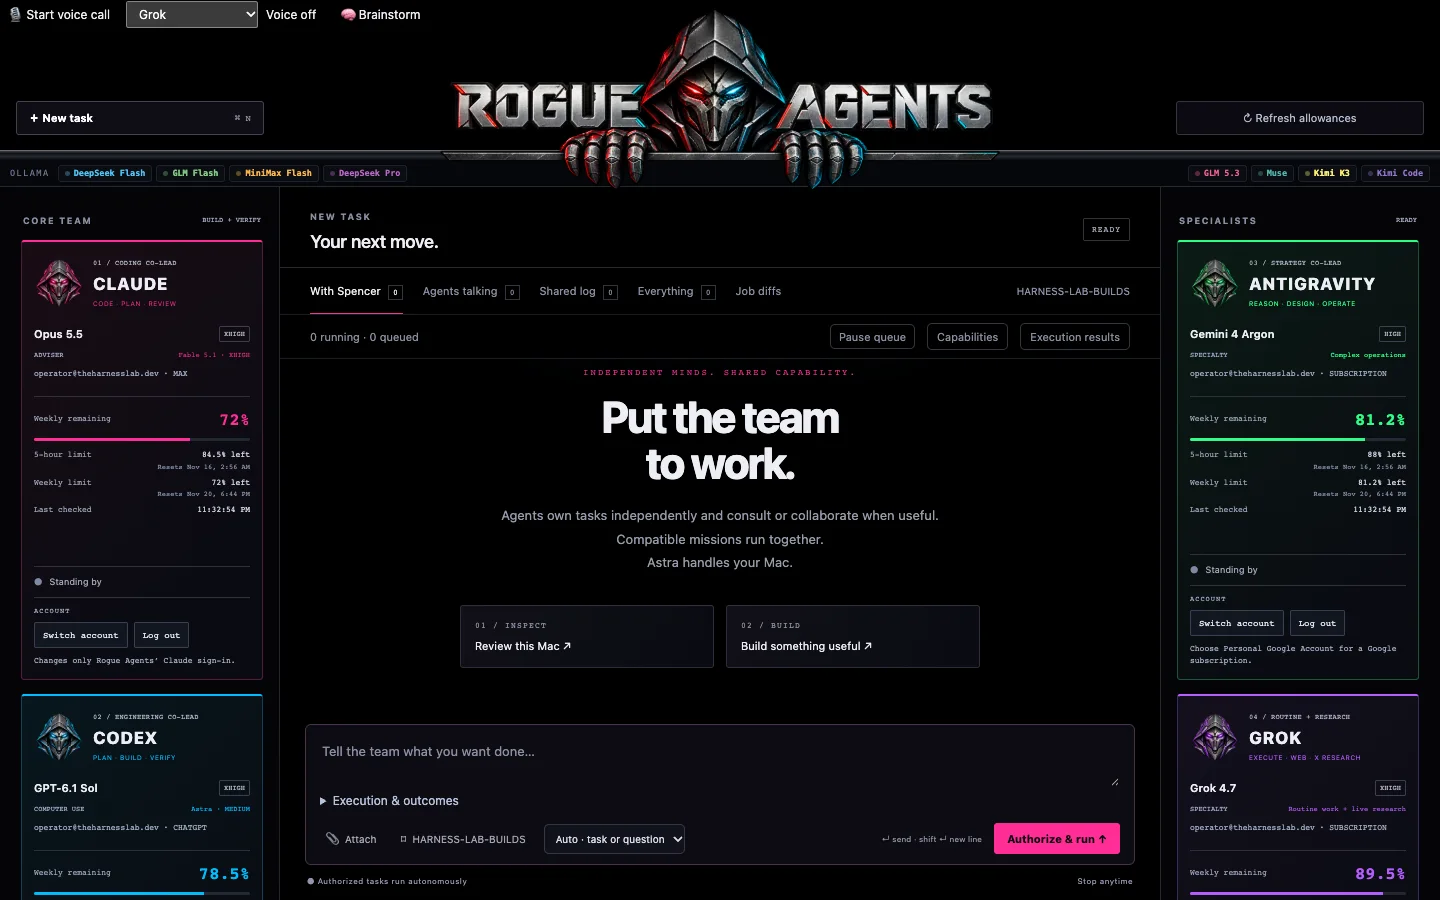 Start voice call
Grok
Voice off
Brainstorm
ROGUE AGENTS
+ New task
⌘ N
↻ Refresh allowances
OLLAMA
DeepSeek Flash
GLM Flash
MiniMax Flash
DeepSeek Pro
GLM 5.3
Muse
Kimi K3
Kimi Code
CORE TEAM
BUILD + VERIFY
01 / CODING CO-LEAD
CLAUDE
CODE · PLAN · REVIEW
Opus 5.5
XHIGH
ADVISER
Fable 5.1 · XHIGH
operator@theharnesslab.dev · MAX
Weekly remaining
72%
5-hour limit
84.5% left
Resets Nov 16, 2:56 AM
Weekly limit
72% left
Resets Nov 20, 6:44 PM
Last checked
11:32:54 PM
Standing by
ACCOUNT
Switch account
Log out
Changes only Rogue Agents' Claude sign-in.
02 / ENGINEERING CO-LEAD
CODEX
PLAN · BUILD · VERIFY
GPT-6.1 Sol
XHIGH
COMPUTER USE
Astra · MEDIUM
operator@theharnesslab.dev · CHATGPT
Weekly remaining
78.5%
NEW TASK
Your next move.
READY
With Spencer 0
Agents talking 0
Shared log 0
Everything 0
Job diffs
HARNESS-LAB-BUILDS
0 running · 0 queued
Pause queue
Capabilities
Execution results
INDEPENDENT MINDS. SHARED CAPABILITY.
Put the team
to work.
Agents own tasks independently and consult or collaborate when useful.
Compatible missions run together.
Astra handles your Mac.
01 / INSPECT
Review this Mac ↗
02 / BUILD
Build something useful ↗
Tell the team what you want done...
Execution & outcomes
Attach
HARNESS-LAB-BUILDS
Auto · task or question
↵ send · shift ↵ new line
Authorize & run ↑
Authorized tasks run autonomously
Stop anytime
SPECIALISTS
READY
03 / STRATEGY CO-LEAD
ANTIGRAVITY
REASON · DESIGN · OPERATE
Gemini 4 Argon
HIGH
SPECIALTY
Complex operations
operator@theharnesslab.dev · SUBSCRIPTION
Weekly remaining
81.2%
5-hour limit
88% left
Resets Nov 16, 2:56 AM
Weekly limit
81.2% left
Resets Nov 20, 6:44 PM
Last checked
11:32:54 PM
Standing by
ACCOUNT
Switch account
Log out
Choose Personal Google Account for a Google
subscription.
04 / ROUTINE + RESEARCH
GROK
EXECUTE · WEB · X RESEARCH
Grok 4.7
XHIGH
SPECIALTY
Routine work + live research
operator@theharnesslab.dev · SUBSCRIPTION
Weekly remaining
89.5%